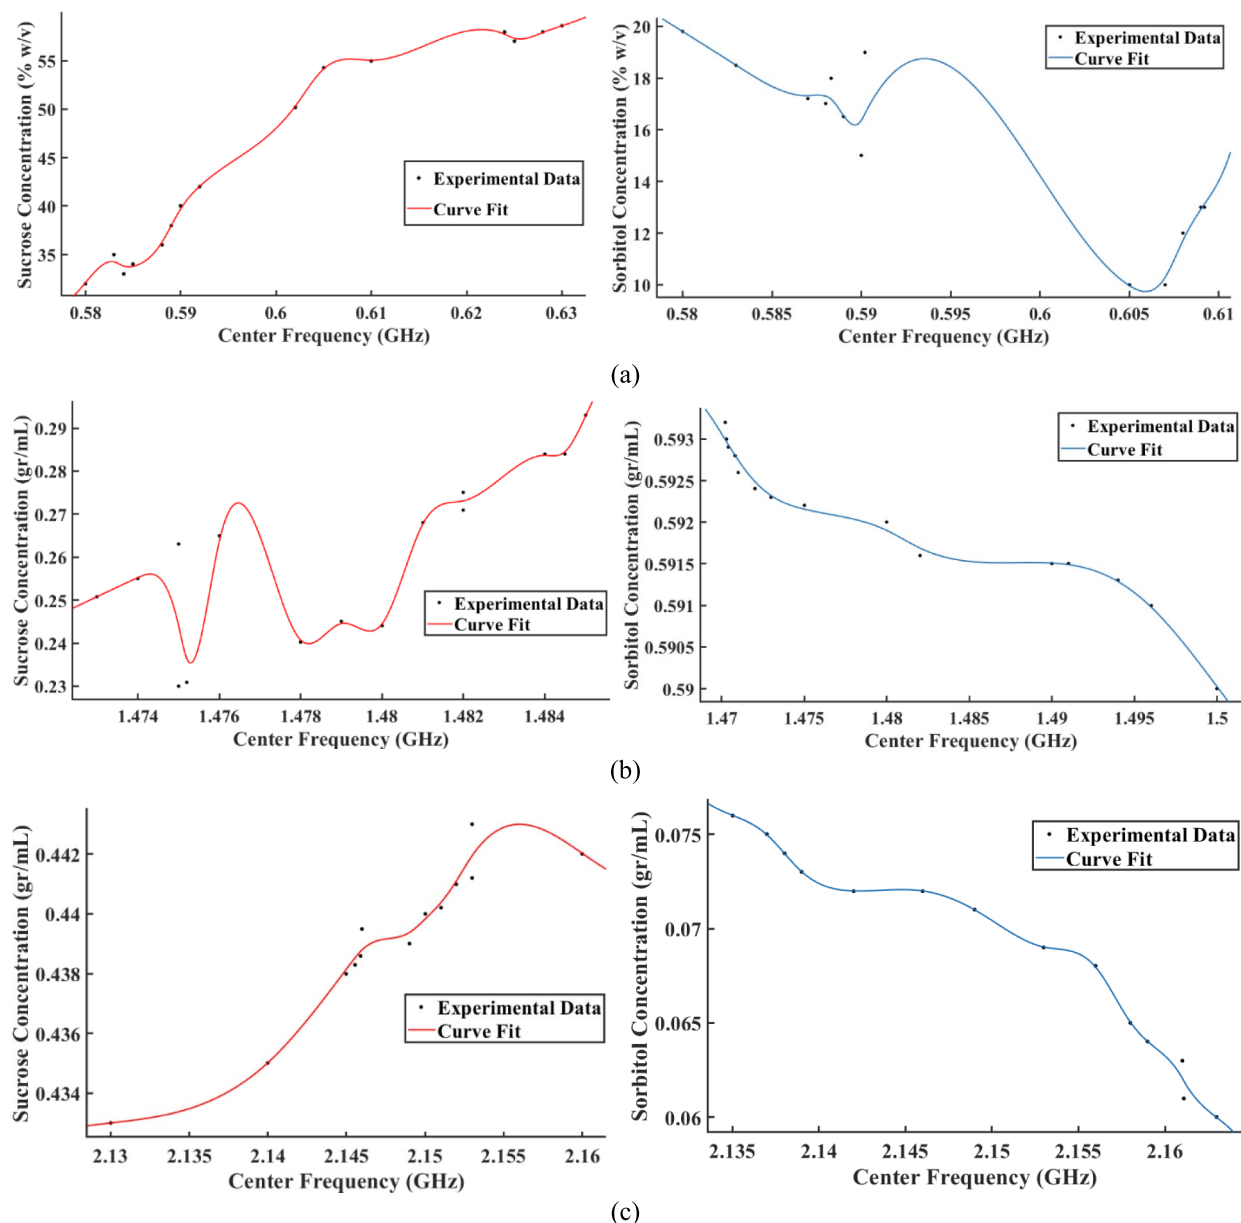 Sucrose Concentration (% w/v)
55
50
45
40
35
0.58 0.59 0.6 0.61 0.62 0.63
Center Frequency (GHz)
Experimental Data
Curve Fit
Sorbitol Concentration (% w/v)
20
18
16
14
12
10
0.58 0.585 0.59 0.595 0.6 0.605 0.61
Center Frequency (GHz)
Experimental Data
Curve Fit
(a)
Sucrose Concentration (gr/mL)
0.29
0.28
0.27
0.26
0.25
0.24
0.23
1.474 1.476 1.478 1.48 1.482 1.484
Center Frequency (GHz)
Experimental Data
Curve Fit
Sorbitol Concentration (gr/mL)
0.593
0.5925
0.592
0.5915
0.591
0.5905
0.59
1.47 1.475 1.48 1.485 1.49 1.495 1.5
Center Frequency (GHz)
Experimental Data
Curve Fit
(b)
Sucrose Concentration (gr/mL)
0.442
0.44
0.438
0.436
0.434
2.13 2.135 2.14 2.145 2.15 2.155 2.16
Center Frequency (GHz)
Experimental Data
Curve Fit
Sorbitol Concentration (gr/mL)
0.075
0.07
0.065
0.06
2.135 2.14 2.145 2.15 2.155 2.16
Center Frequency (GHz)
Experimental Data
Curve Fit
(c)